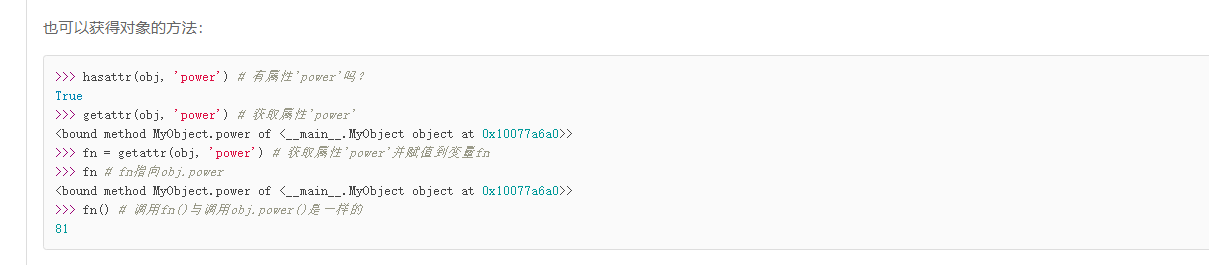 也可以获得对象的方法：
>>> hasattr(obj, 'power') # 有属性'power'吗？
True
>>> getattr(obj, 'power') # 获取属性'power'
<bound method MyObject.power of <__main__.MyObject object at 0x10077a6a0>>
>>> fn = getattr(obj, 'power') # 获取属性'power'并赋值到变量fn
>>> fn # fn指向obj.power
<bound method MyObject.power of <__main__.MyObject object at 0x10077a6a0>>
>>> fn() # 调用fn()与调用obj.power()是一样的
81